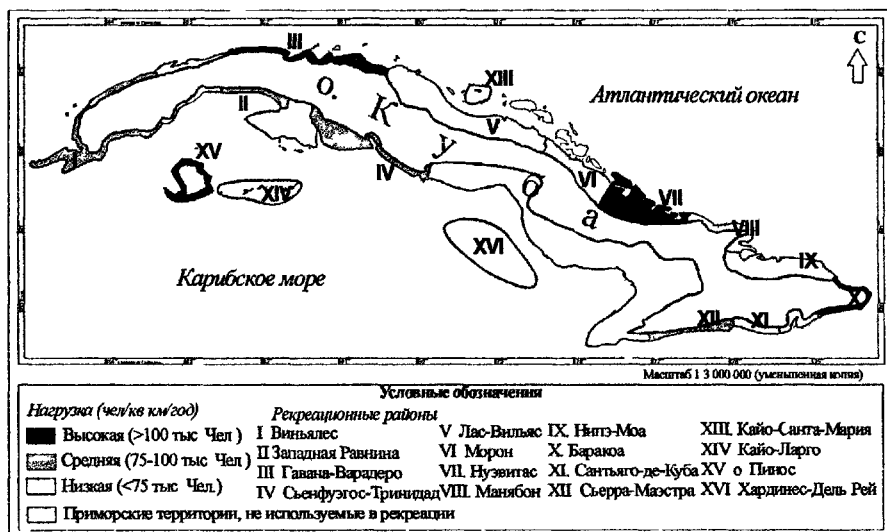 С
III
XIII
Атлантический океан
о.
II
К
V
XV
у
VI
XIV
IV
б
VII
а
VIII
XVI
IX
Карибское море
X
XII
XI
Масштаб 1 3 000 000 (уменьшенная копия)
Условные обозначения
Нагрузка (чел/кв км/год)
Высокая (>100 тыс Чел )
Средняя (75-100 тыс Чел )
Низкая (<75 тыс Чел.)
Приморские территории, не используемые в рекреации
Рекреационные районы
I Виньялес
II Западная Равнина
III Гавана-Варадеро
IV Сьенфуэгос-Тринидад
V Лас-Вильяс
VI Морон
VII. Нуэвитас
VIII. Манябон
IX. Нипэ-Моа
X. Баракоа
XI. Сантьяго-де-Куба
XII Сьерра-Маэстра
XIII. Кайо-Санта-Мария
XIV Кайо-Ларго
XV о Пинос
XVI Хардинес-Дель Рей